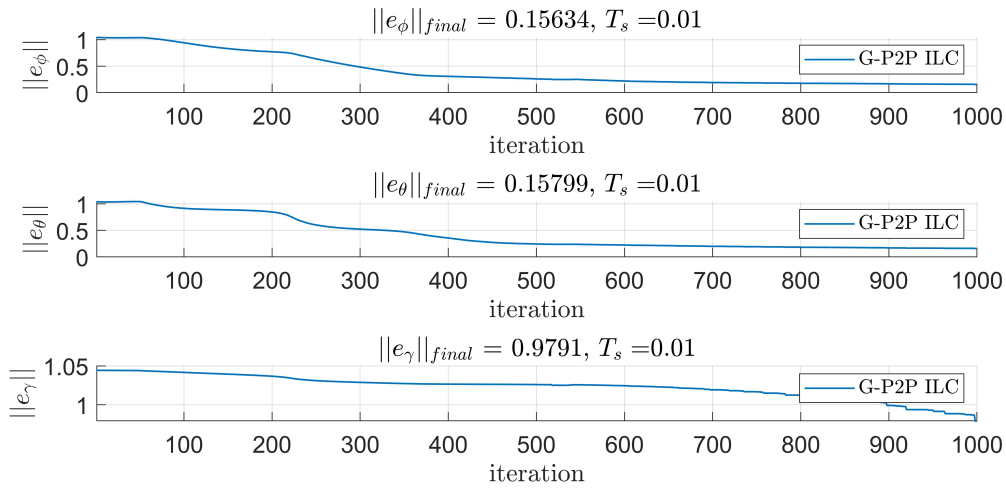 ||e_ϕ||_final = 0.15634, T_s =0.01
||e_ϕ||
1
0.5
0
G-P2P ILC
100 200 300 400 500 600 700 800 900 1000
iteration
||e_θ||_final = 0.15799, T_s =0.01
||e_θ||
1
0.5
0
G-P2P ILC
100 200 300 400 500 600 700 800 900 1000
iteration
||e_γ||_final = 0.9791, T_s =0.01
||e_γ||
1.05
1
G-P2P ILC
100 200 300 400 500 600 700 800 900 1000
iteration